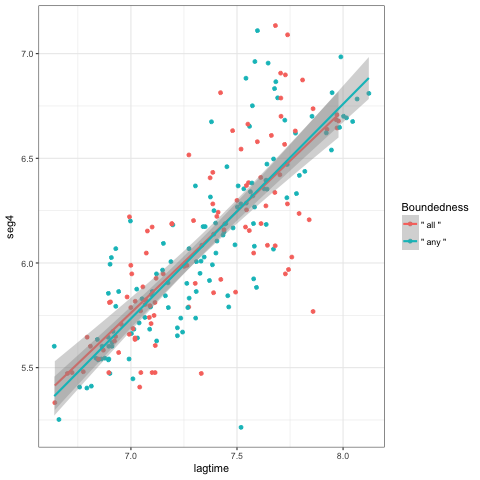 7.0
6.5
6.0
5.5
seg4
7.0 7.5 8.0
lagtime
Boundedness
" all "
" any "